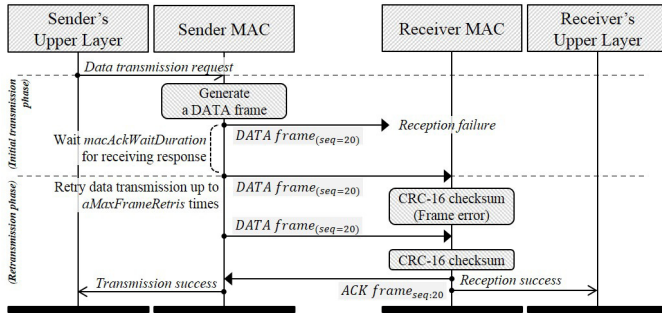 Sender's
Upper Layer
Sender MAC
Receiver MAC
Receiver's
Upper Layer
Data transmission request
(Initial transmission
phase)
Generate
a DATA frame
DATA frame(seq=20)
Reception failure
Wait macAckWaitDuration
for receiving response
DATA frame(seq=20)
(Retransmission phase)
Retry data transmission up to
aMaxFrameRetris times
CRC-16 checksum
(Frame error)
DATA frame(seq=20)
CRC-16 checksum
Transmission success
Reception success
ACK frameseq:20